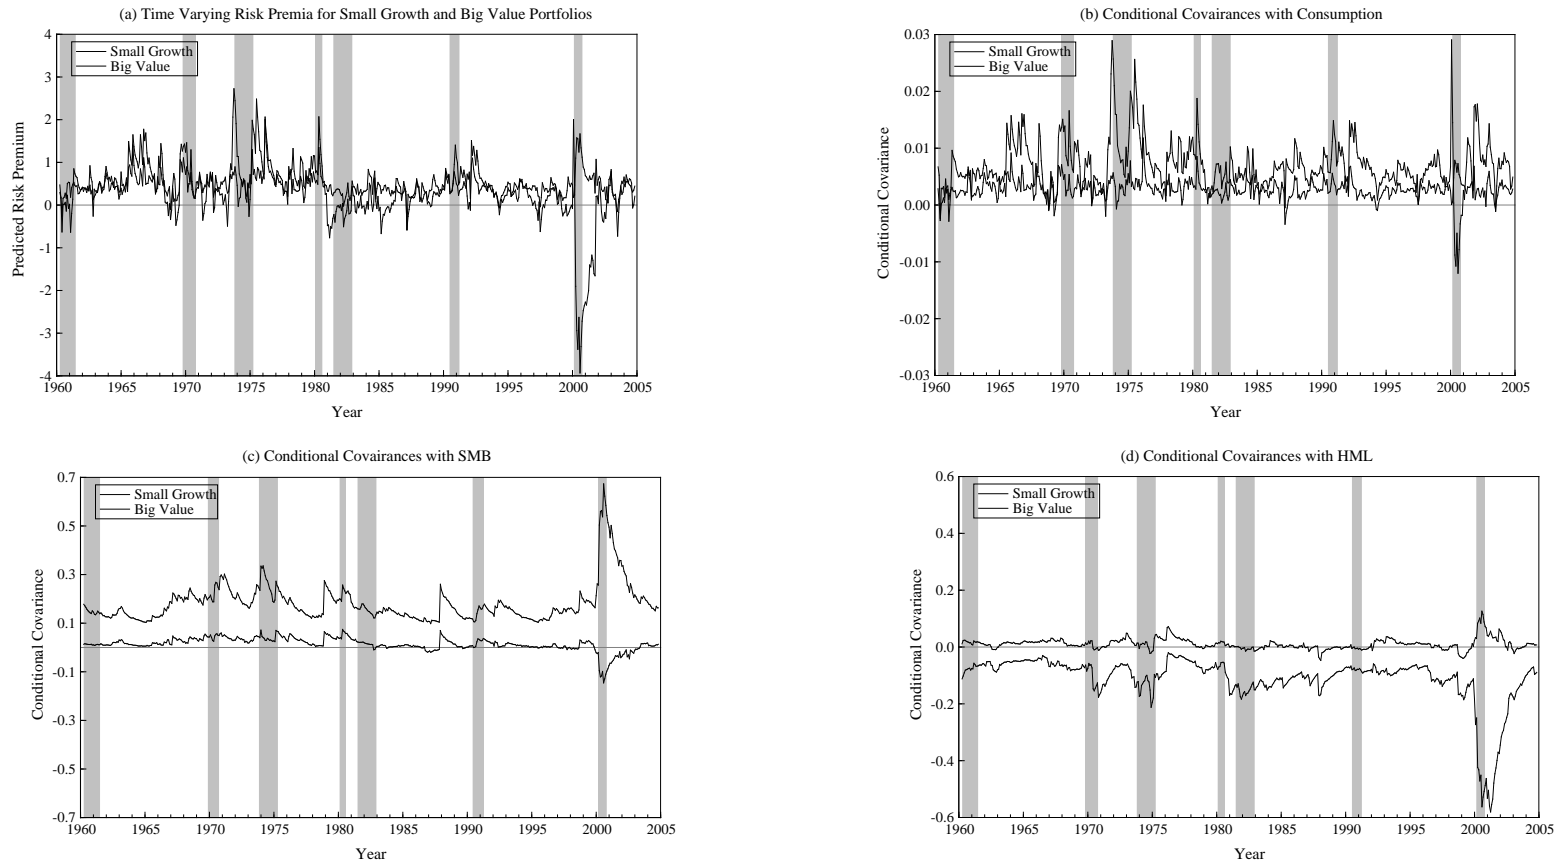 (a) Time Varying Risk Premia for Small Growth and Big Value Portfolios
4
3
2
1
0
-1
-2
-3
-4
Predicted Risk Premium
Small Growth
Big Value
1960 1965 1970 1975 1980 1985 1990 1995 2000 2005
Year
(b) Conditional Covairances with Consumption
0.03
0.02
0.01
0.00
-0.01
-0.02
-0.03
Conditional Covariance
Small Growth
Big Value
1960 1965 1970 1975 1980 1985 1990 1995 2000 2005
Year
(c) Conditional Covairances with SMB
0.7
0.5
0.3
0.1
-0.1
-0.3
-0.5
-0.7
Conditional Covariance
Small Growth
Big Value
1960 1965 1970 1975 1980 1985 1990 1995 2000 2005
Year
(d) Conditional Covairances with HML
0.6
0.4
0.2
0.0
-0.2
-0.4
-0.6
Conditional Covariance
Small Growth
Big Value
1960 1965 1970 1975 1980 1985 1990 1995 2000 2005
Year